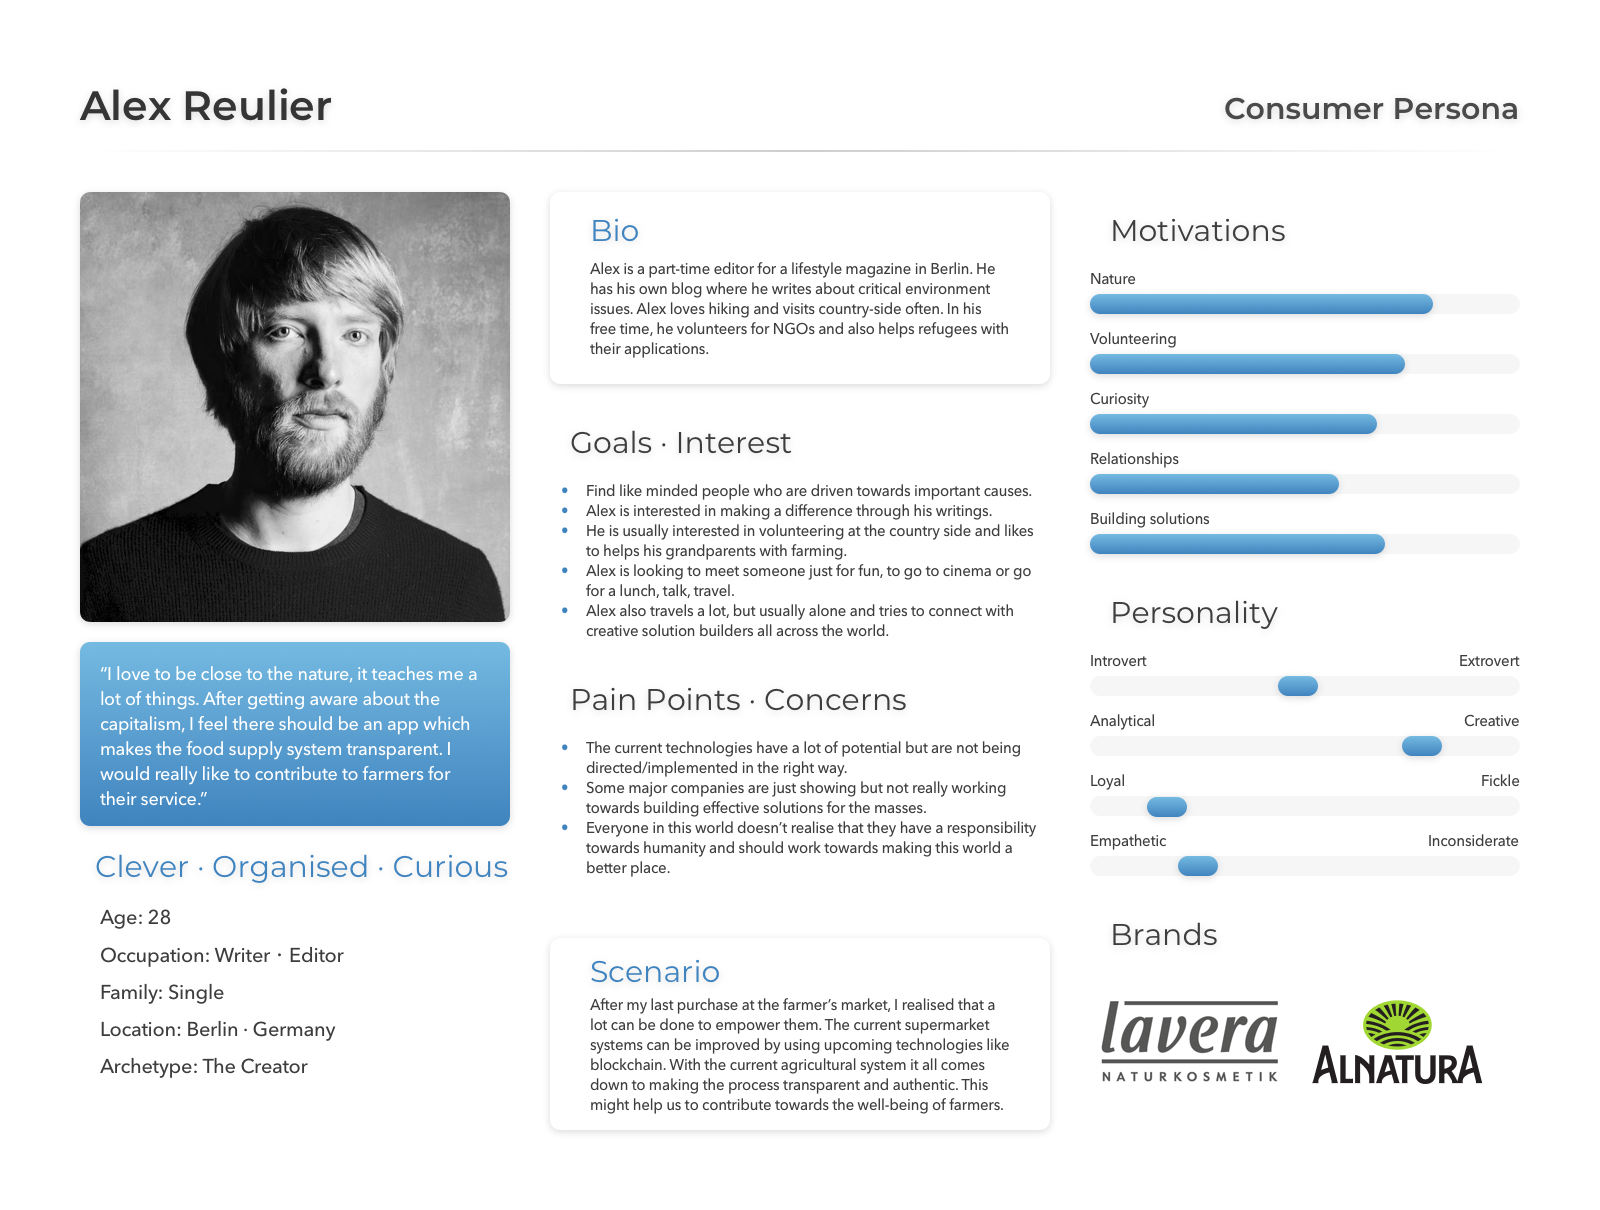 Alex Reulier
Consumer Persona
“I love to be close to the nature, it teaches me a
lot of things. After getting aware about the
capitalism, I feel there should be an app which
makes the food supply system transparent. I
would really like to contribute to farmers for
their service.”
Clever · Organised · Curious
Age: 28
Occupation: Writer · Editor
Family: Single
Location: Berlin · Germany
Archetype: The Creator
Bio
Alex is a part-time editor for a lifestyle magazine in Berlin. He
has his own blog where he writes about critical environment
issues. Alex loves hiking and visits country-side often. In his
free time, he volunteers for NGOs and also helps refugees with
their applications.
Goals · Interest
• Find like minded people who are driven towards important causes.
• Alex is interested in making a difference through his writings.
• He is usually interested in volunteering at the country side and likes
to helps his grandparents with farming.
• Alex is looking to meet someone just for fun, to go to cinema or go
for a lunch, talk, travel.
• Alex also travels a lot, but usually alone and tries to connect with
creative solution builders all across the world.
Pain Points · Concerns
• The current technologies have a lot of potential but are not being
directed/implemented in the right way.
• Some major companies are just showing but not really working
towards building effective solutions for the masses.
• Everyone in this world doesn’t realise that they have a responsibility
towards humanity and should work towards making this world a
better place.
Scenario
After my last purchase at the farmer’s market, I realised that a
lot can be done to empower them. The current supermarket
systems can be improved by using upcoming technologies like
blockchain. With the current agricultural system it all comes
down to making the process transparent and authentic. This
might help us to contribute towards the well-being of farmers.
Motivations
Nature
Volunteering
Curiosity
Relationships
Building solutions
Personality
Introvert Extrovert
Analytical Creative
Loyal Fickle
Empathetic Inconsiderate
Brands
lavera
NATURKOSMETIK
ALNATURA